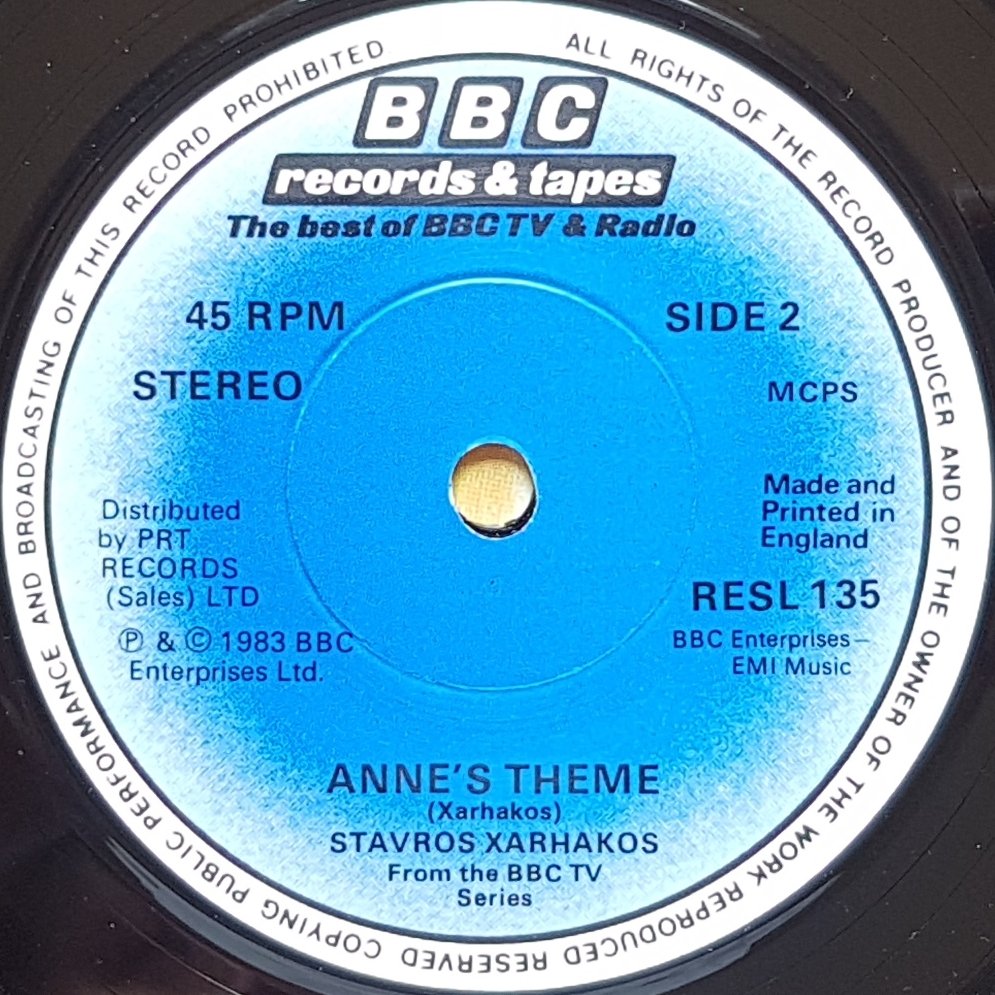 ALL RIGHTS OF THE RECORD PRODUCER AND OF THE OWNER OF THE WORK REPRODUCED RESERVED COPYING PUBLIC PERFORMANCE AND BROADCASTING OF THIS RECORD PROHIBITED
BBC
records & tapes
The best of BBC TV & Radio
45 RPM
SIDE 2
STEREO
MCPS
Distributed
by PRT
RECORDS
(Sales) LTD
Ⓟ & © 1983 BBC
Enterprises Ltd.
Made and
Printed in
England
RESL 135
BBC Enterprises–
EMI Music
ANNE'S THEME
(Xarhakos)
STAVROS XARHAKOS
From the BBC TV
Series